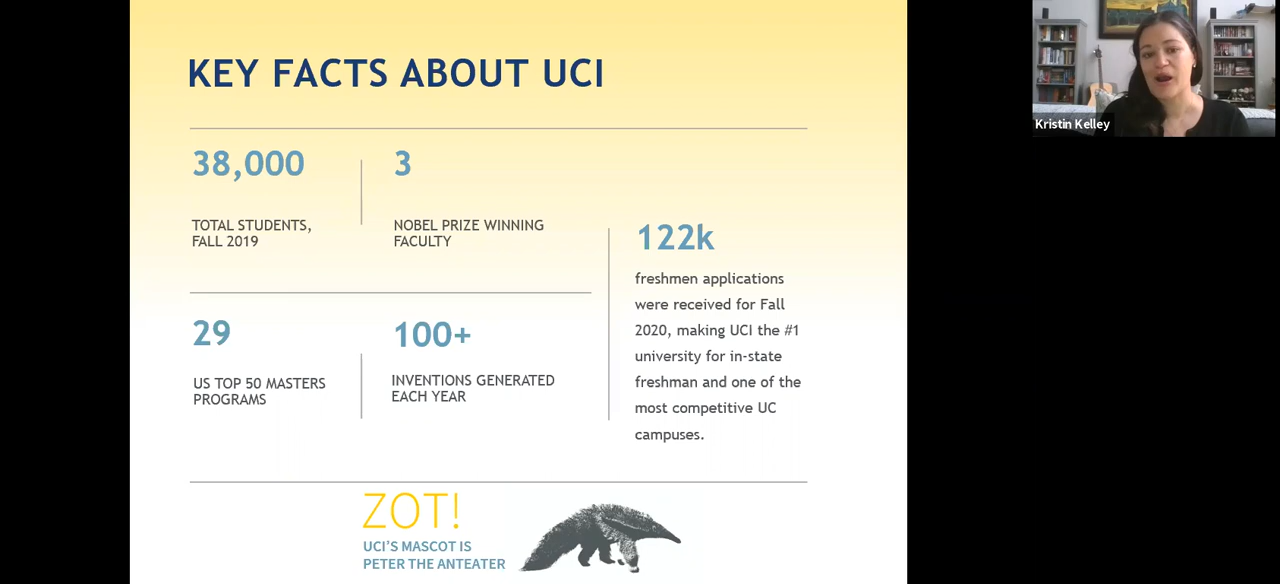 KEY FACTS ABOUT UCI
38,000
TOTAL STUDENTS,
FALL 2019
3
NOBEL PRIZE WINNING
FACULTY
29
US TOP 50 MASTERS
PROGRAMS
100+
INVENTIONS GENERATED
EACH YEAR
122k
freshmen applications
were received for Fall
2020, making UCI the #1
university for in-state
freshman and one of the
most competitive UC
campuses.
ZOT!
UCI'S MASCOT IS
PETER THE ANTEATER
Kristin Kelley